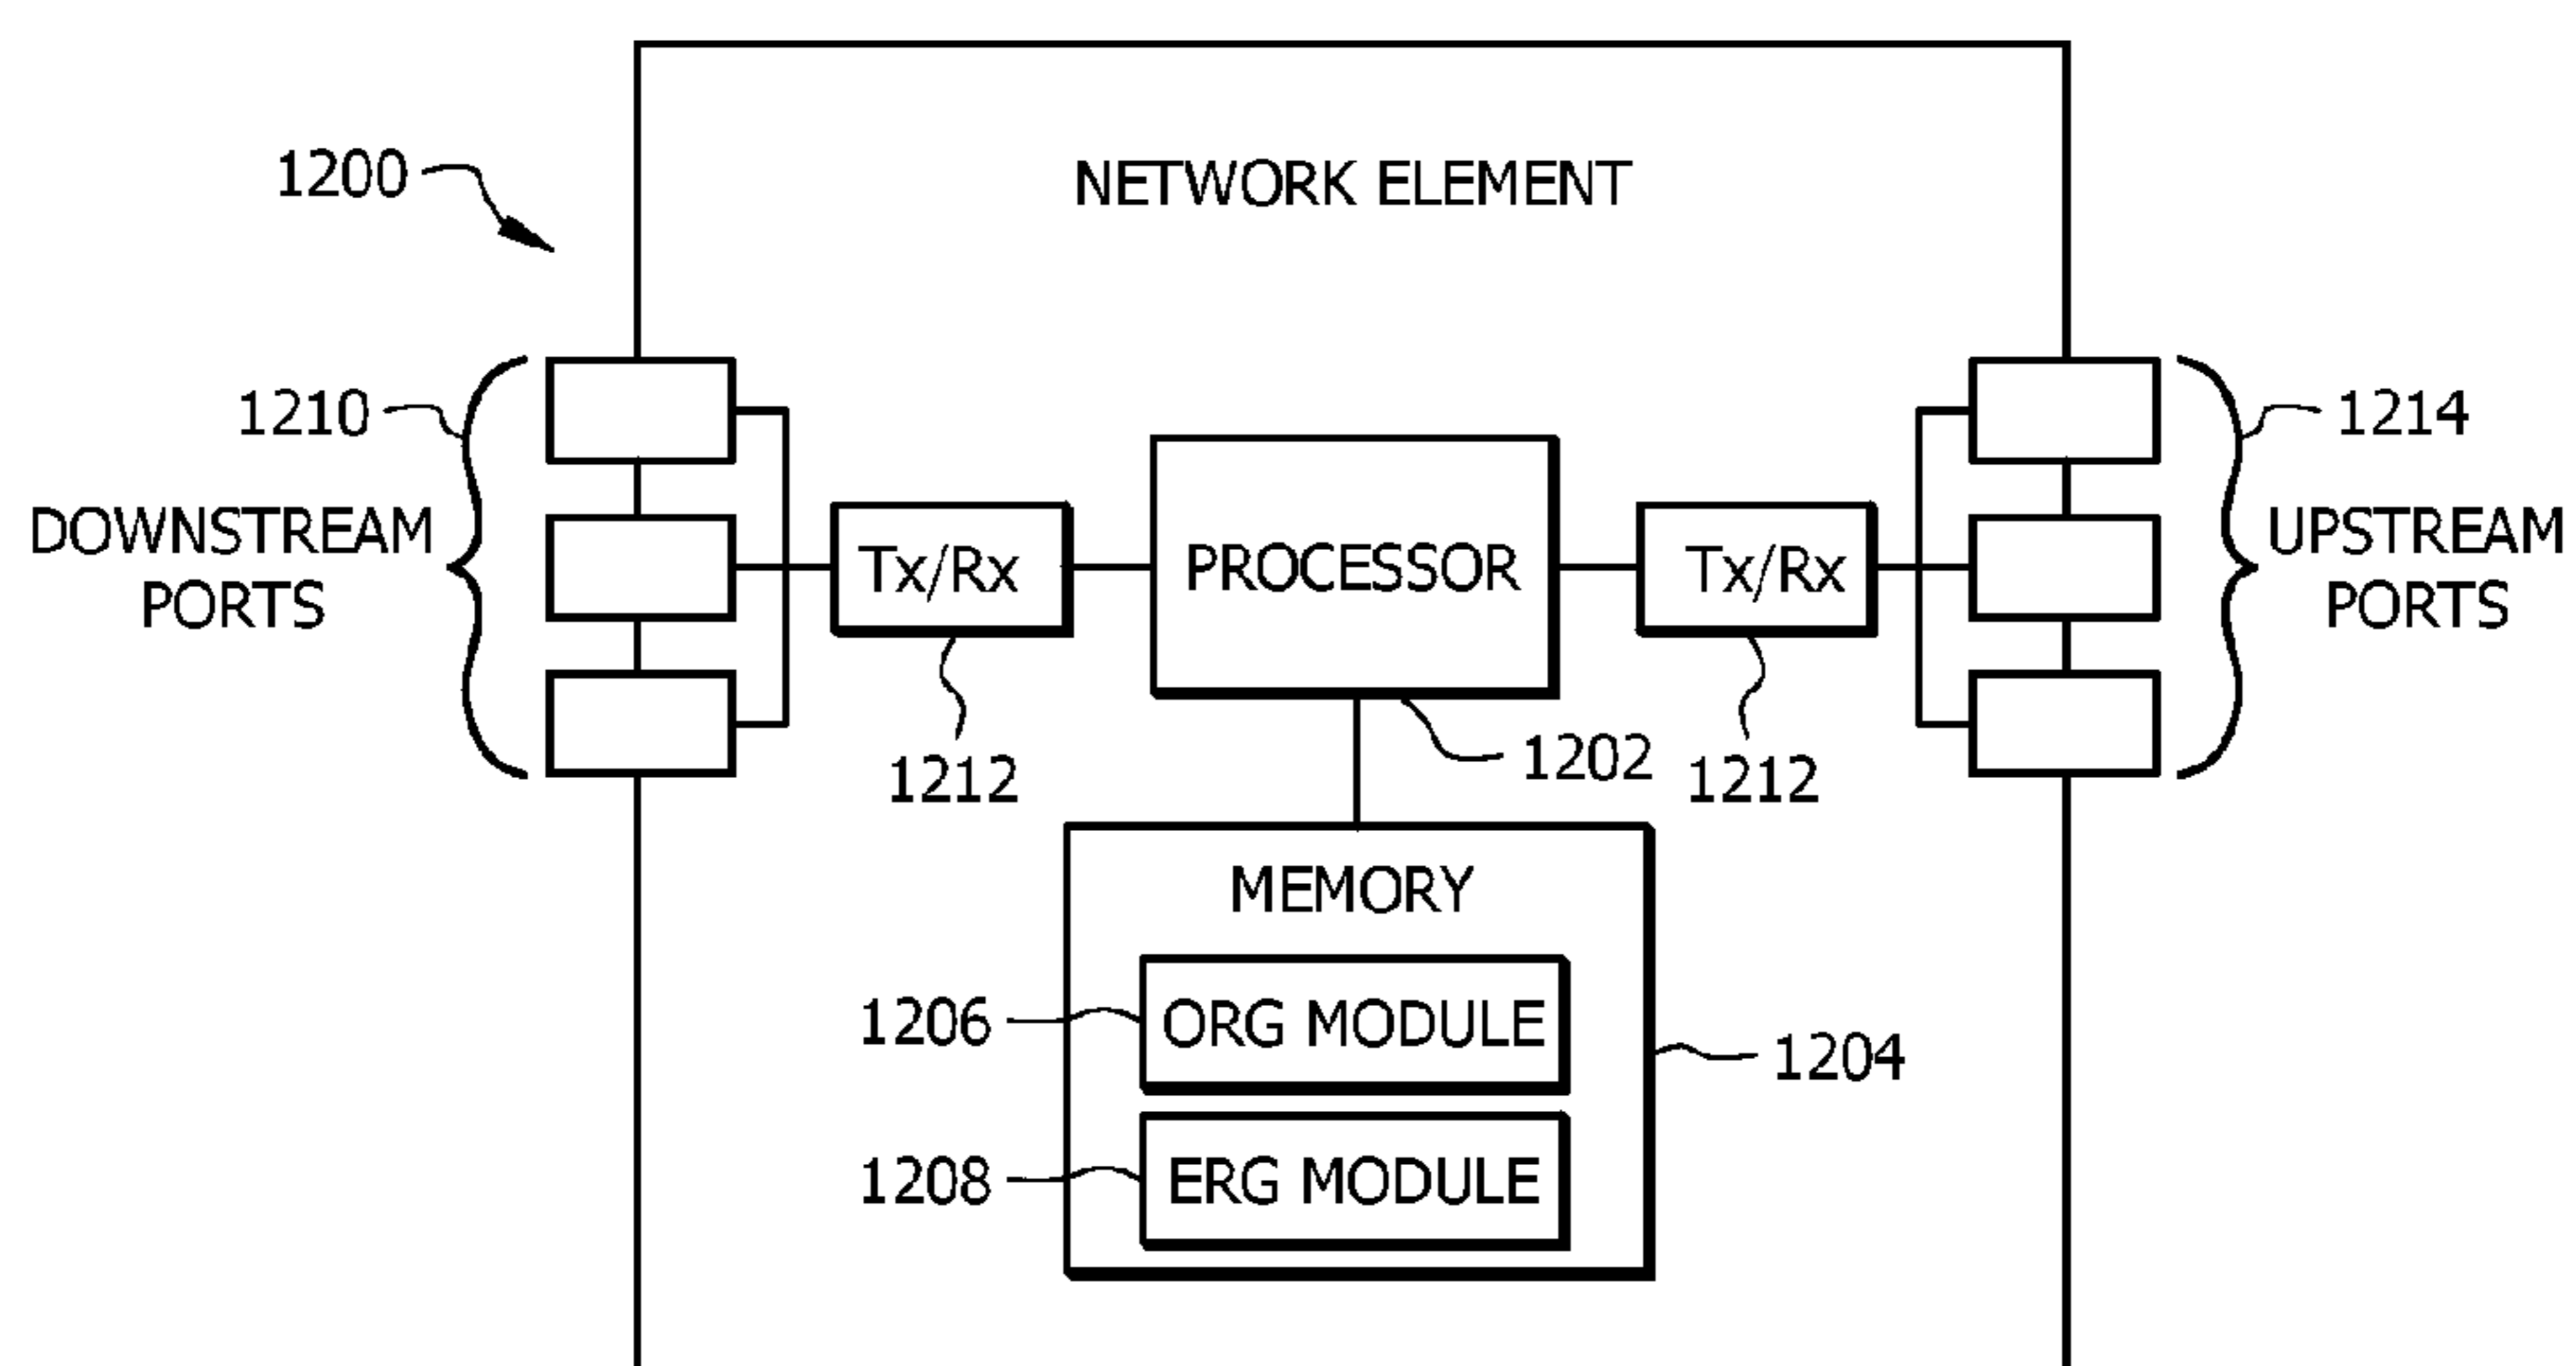 NETWORK ELEMENT
1200
1210
1214
DOWNSTREAM
PORTS
Tx/Rx
PROCESSOR
Tx/Rx
UPSTREAM
PORTS
1212
1202
1212
MEMORY
1206
ORG MODULE
1204
1208
ERG MODULE